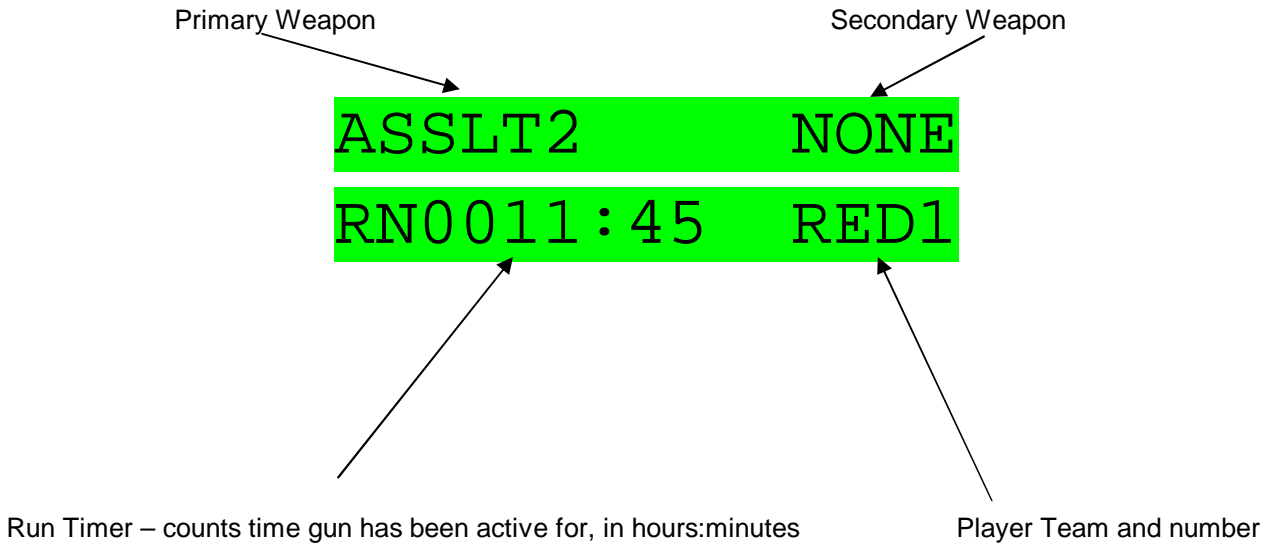 Primary Weapon Secondary Weapon
ASSLT2 NONE
RN0011:45 RED1
Run Timer – counts time gun has been active for, in hours:minutes Player Team and number